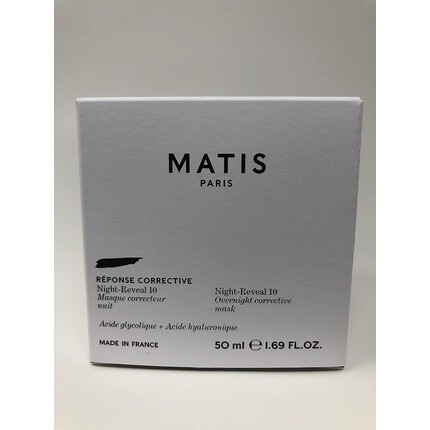 MATIS
PARIS
RÉPONSE CORRECTIVE
Night-Reveal 10
Masque correcteur
nuit
Night-Reveal 10
Overnight corrective
mask
Acide glycolique + Acide hyaluronique
MADE IN FRANCE
50 ml ℮ 1.69 FL.OZ.